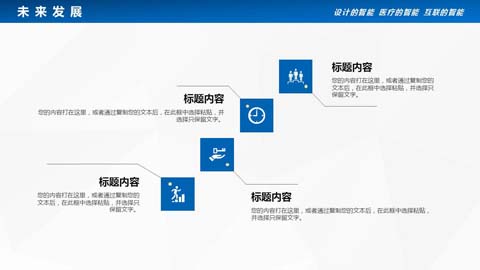 未来发展
设计的智能 医疗的智能 互联的智能
标题内容
您的内容打在这里，或者通过复制您的
文本后，在此框中选择粘贴，并选择只
保留文字。
标题内容
您的内容打在这里，或者通过复制您的文本后，在此框中选择粘贴，并
选择只保留文字。
标题内容
您的内容打在这里，或者通过复制您的
文本后，在此框中选择粘贴，并选择只
保留文字。
标题内容
您的内容打在这里，或者通过复制您的文本后，在此框中选择粘贴，
并选择只保留文字。